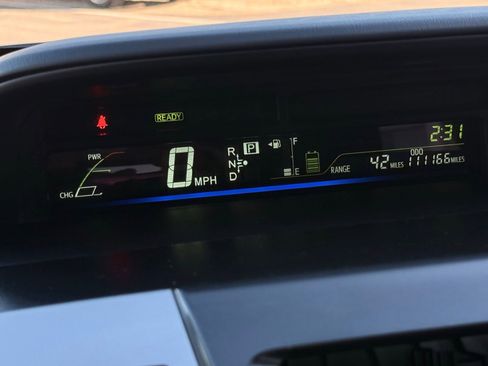 READY
2:31
PWR
0 MPH
R
N
D
P
F
E
ODO
RANGE 42 MILES 111166 MILES
CHG